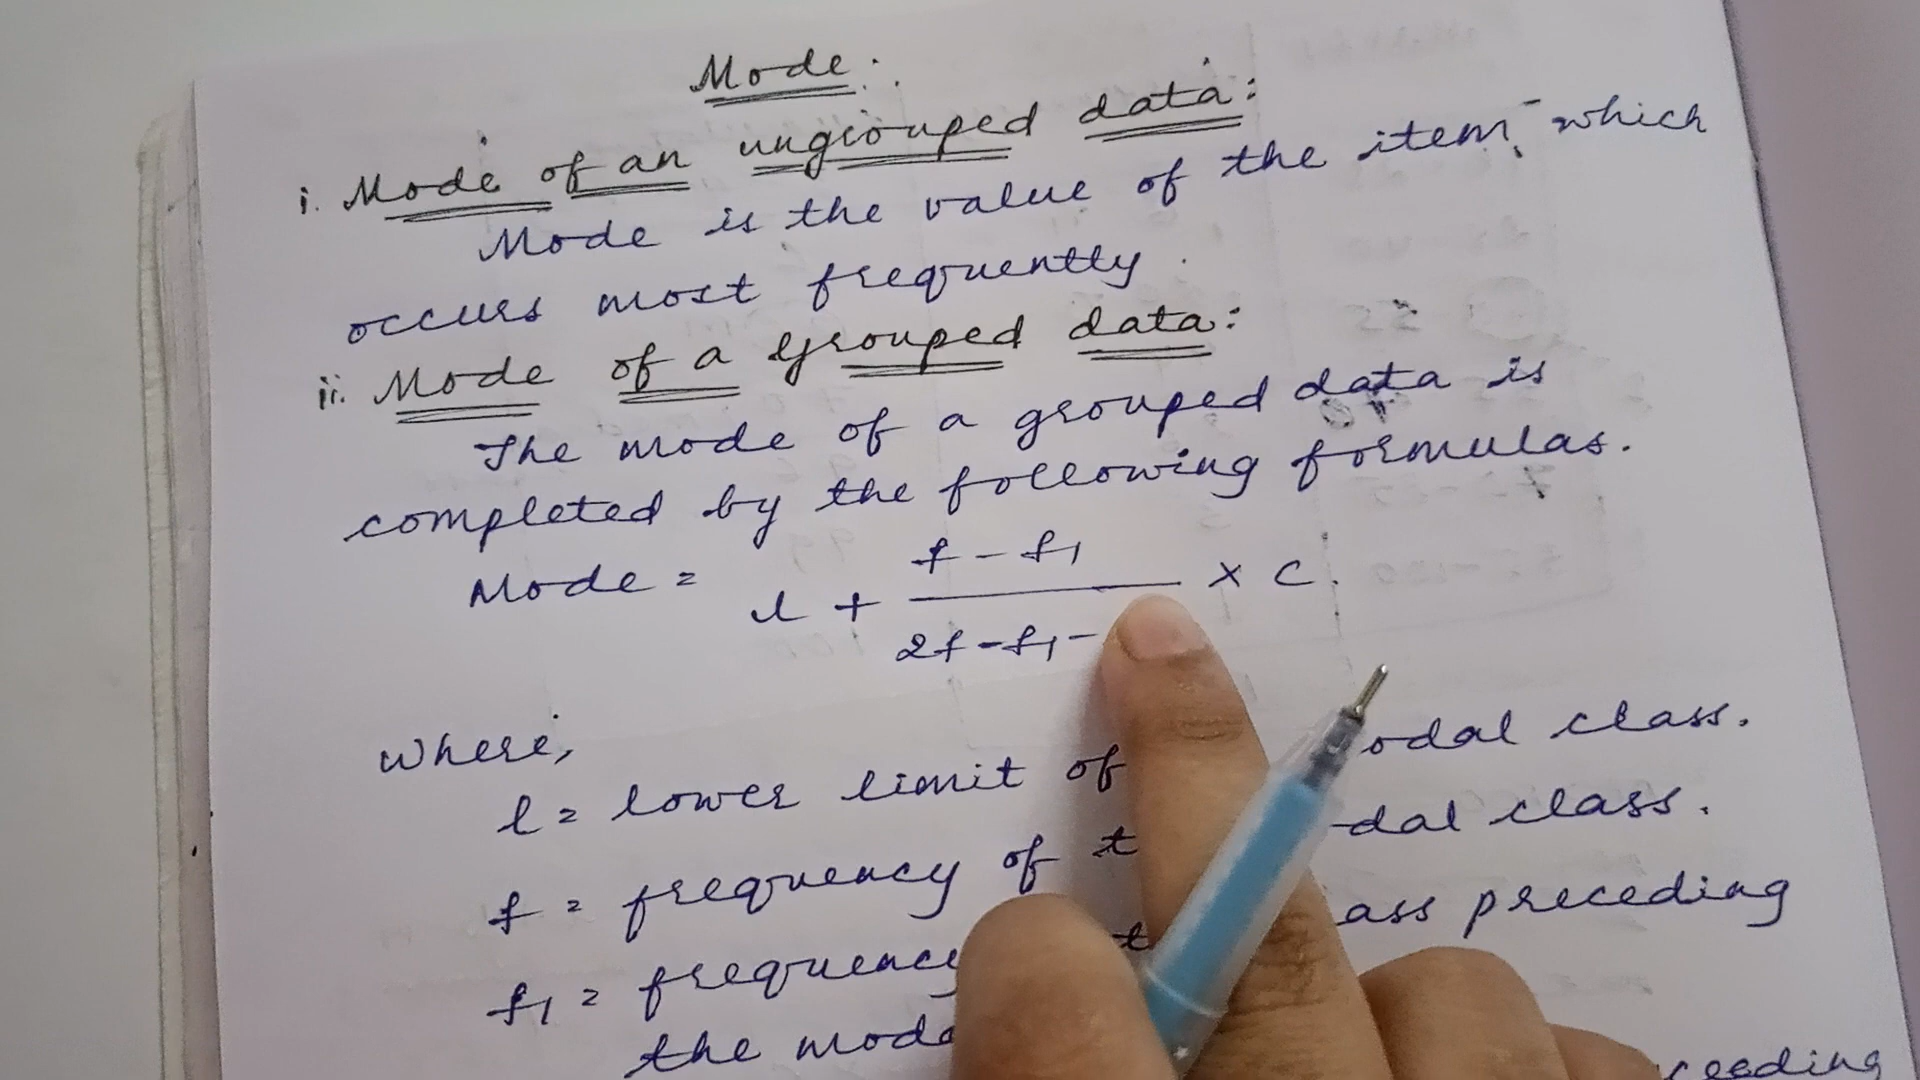 Mode.
i. Mode of an ungrouped data:
Mode is the value of the item, which
occurs most frequently.
ii. Mode of a grouped data:
The mode of a grouped data is
completed by the following formulas.
Mode = l + f - f1 / 2f - f1 - × c.
Where,
l = lower limit of odal class.
f = frequency of t dal class.
f1 = frequency t ass preceding
the mod
ceeding